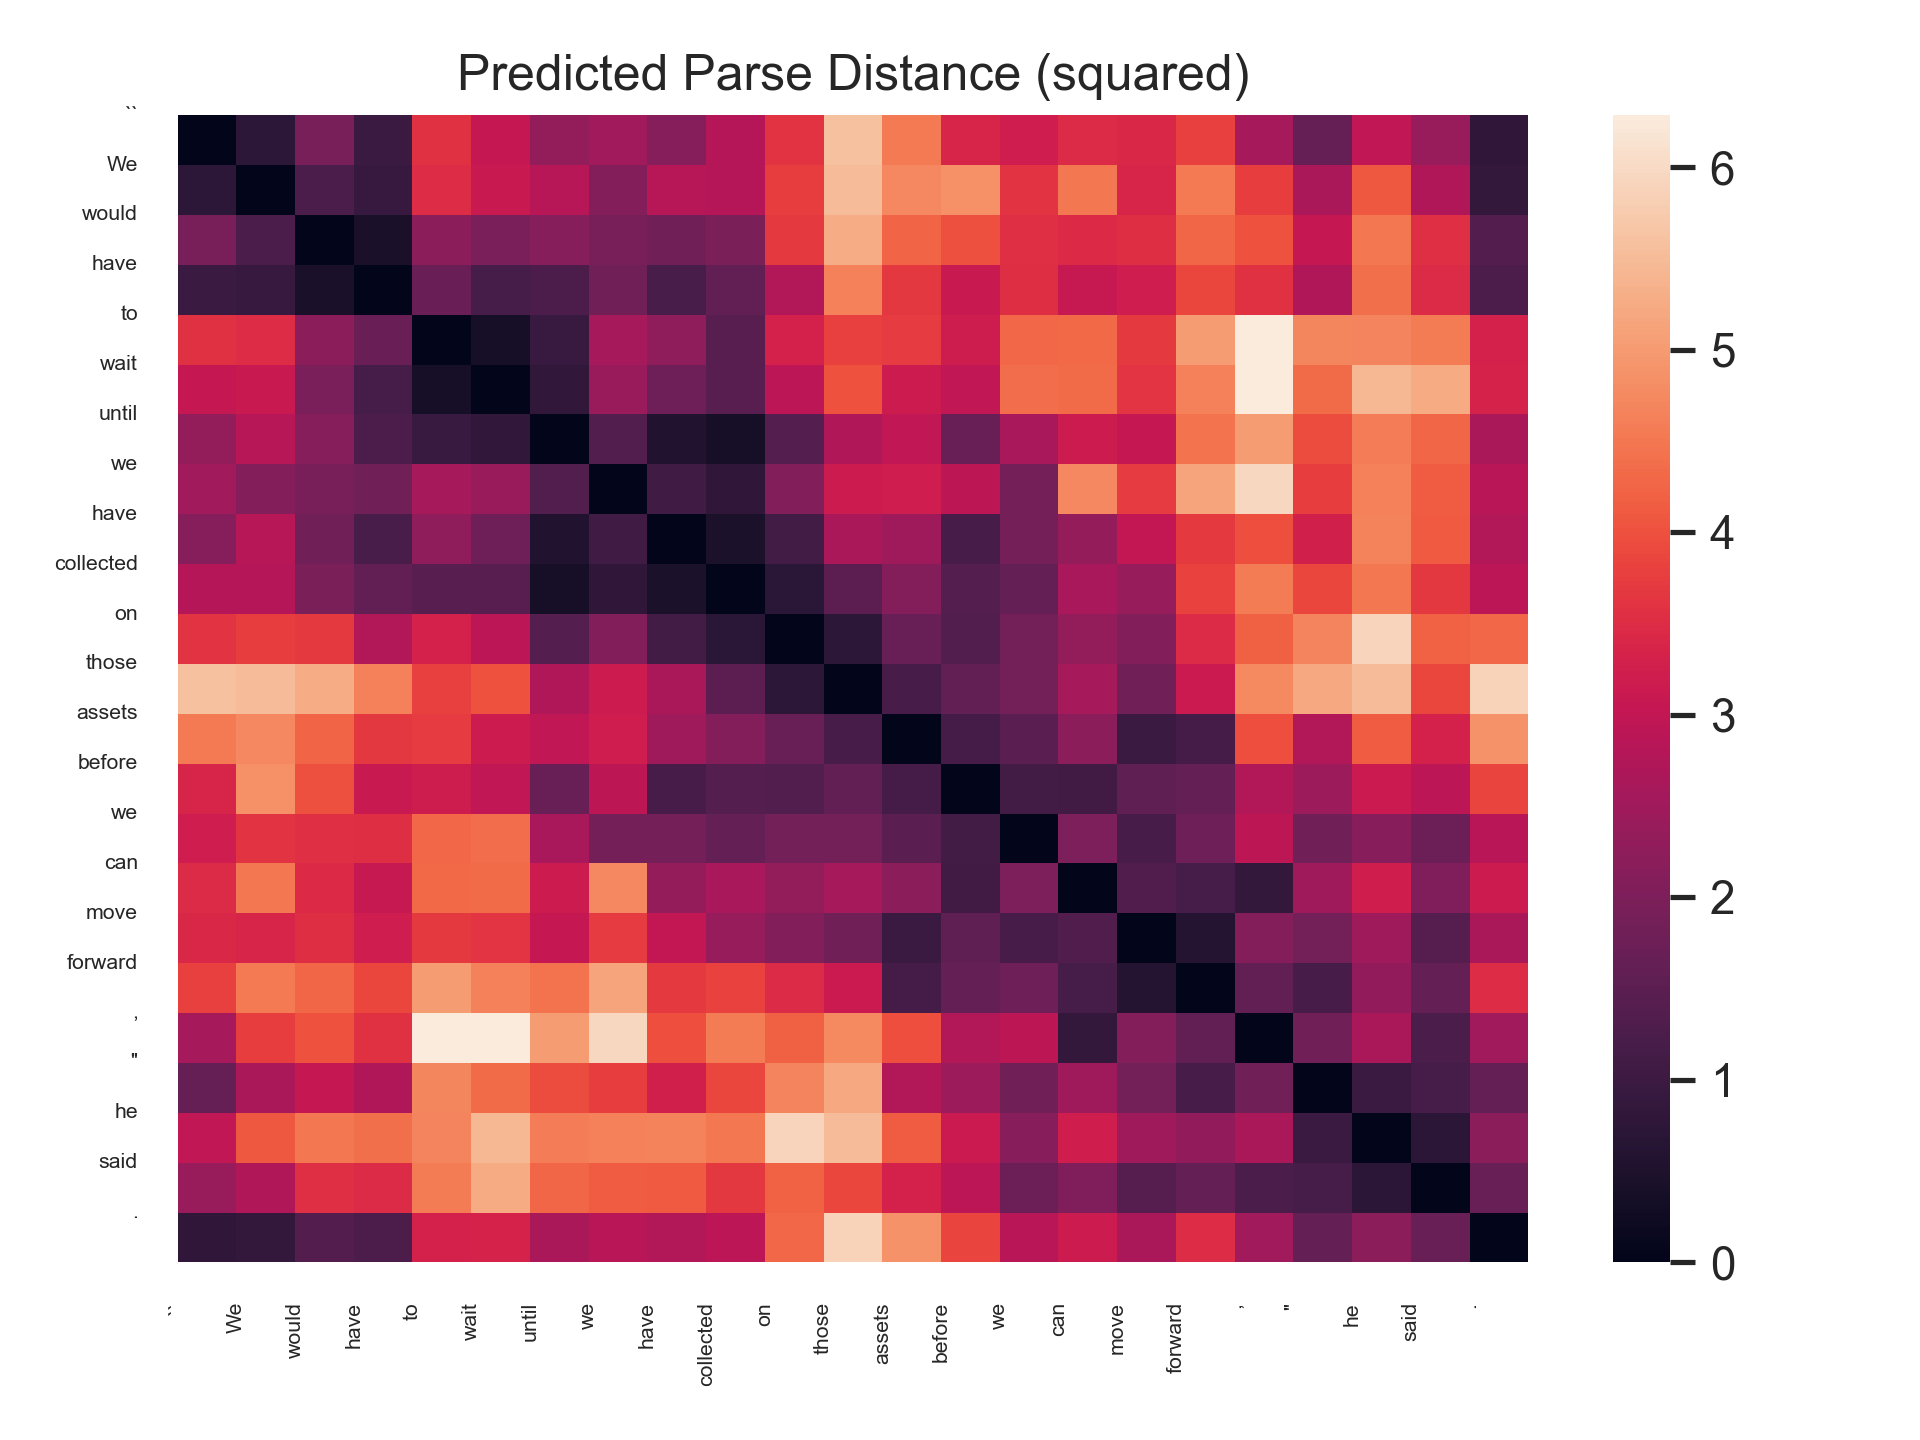 Predicted Parse Distance (squared)
``
We
would
have
to
wait
until
we
have
collected
on
those
assets
before
we
can
move
forward
,
''
he
said
.
6
5
4
3
2
1
0
`` We would have to wait until we have collected on those assets before we can move forward , '' he said .